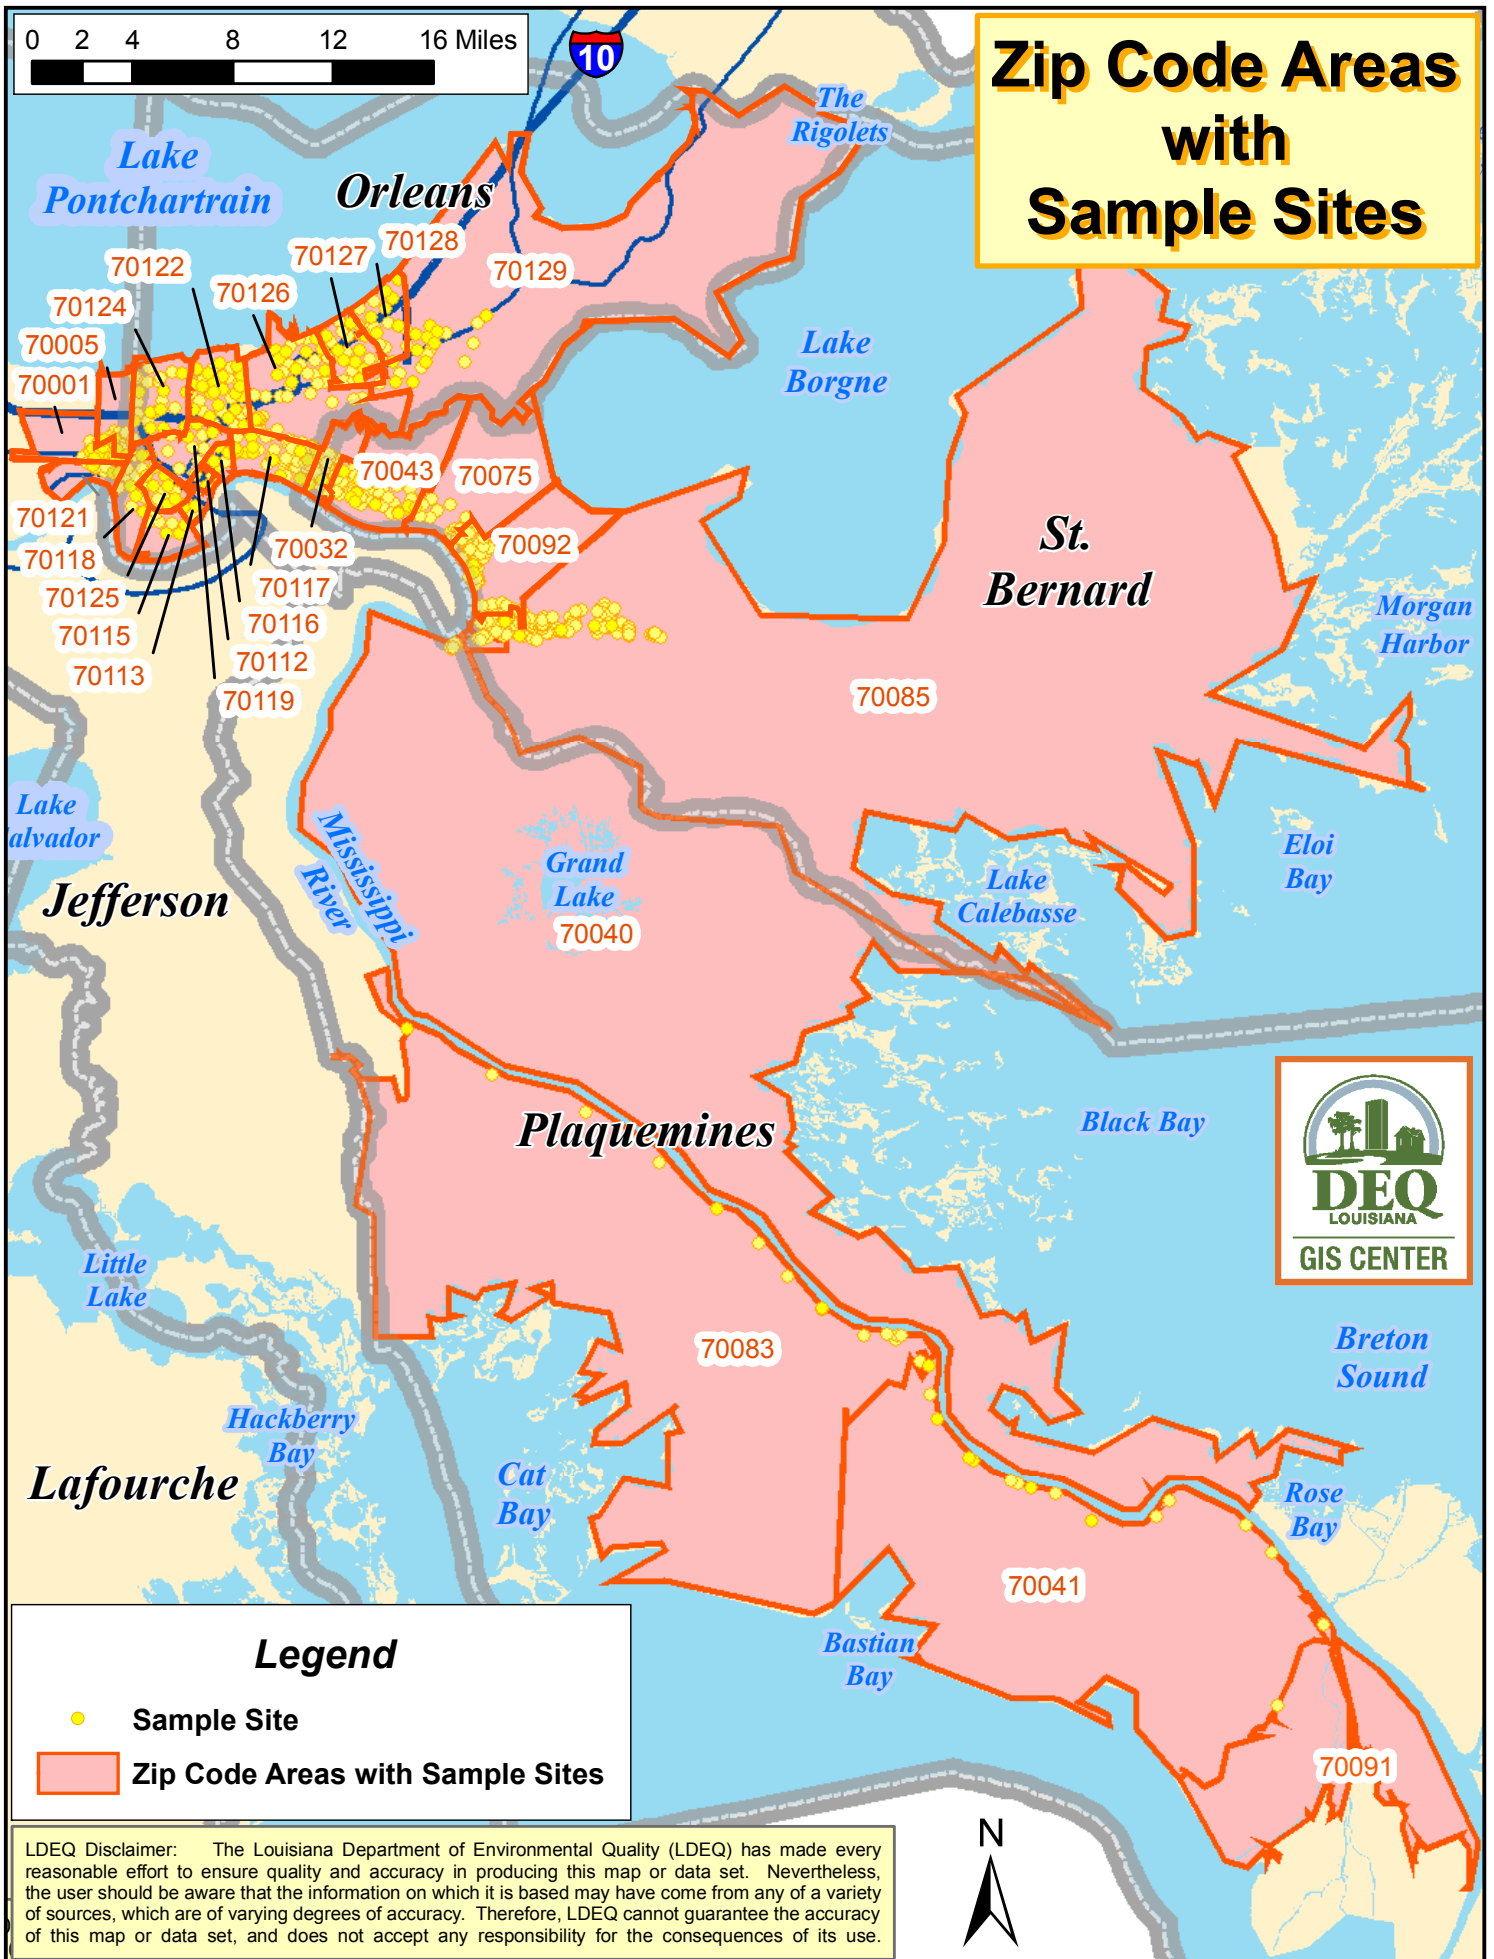 0 2 4 8 12 16 Miles
10
Zip Code Areas
with
Sample Sites
The
Rigolets
Lake
Pontchartrain
Orleans
70128
70127
70122
70129
70126
70124
70005
70001
Lake
Borgne
70043
70075
70121
70118
70032
70092
70125
70117
70115
70116
70113
70112
70119
St.
Bernard
Morgan
Harbor
70085
Lake
alvador
Mississippi
River
Grand
Lake
70040
Eloi
Bay
Lake
Calebasse
Jefferson
Plaquemines
Black Bay
DEQ
LOUISIANA
GIS CENTER
Little
Lake
70083
Breton
Sound
Hackberry
Bay
Lafourche
Cat
Bay
Rose
Bay
70041
Bastian
Bay
70091
Legend
Sample Site
Zip Code Areas with Sample Sites
N
LDEQ Disclaimer: The Louisiana Department of Environmental Quality (LDEQ) has made every
reasonable effort to ensure quality and accuracy in producing this map or data set. Nevertheless,
the user should be aware that the information on which it is based may have come from any of a variety
of sources, which are of varying degrees of accuracy. Therefore, LDEQ cannot guarantee the accuracy
of this map or data set, and does not accept any responsibility for the consequences of its use.